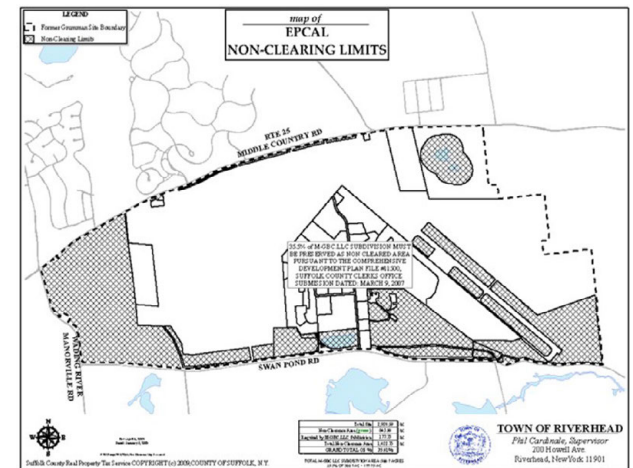 LEGEND
Former Grumman Site Boundary
Non-Clearing Limits
map of
EPCAL
NON-CLEARING LIMITS
RTE 25
MIDDLE COUNTRY RD
35.5% of M-GBC LLC SUBDIVISION MUST
BE PRESERVED AS NON CLEARED AREA
PURSUANT TO THE COMPREHENSIVE
DEVELOPMENT PLAN FILE #11300,
SUFFOLK COUNTY CLERKS OFFICE
SUBMISSION DATED: MARCH 9, 2007
WADING RIVER
MANORVILLE RD
SWAN POND RD
TOWN OF RIVERHEAD
Phil Cardinale, Supervisor
200 Howell Ave.
Riverhead, New York 11901
Suffolk County Real Property Tax Service COPYRIGHT(c) 2009, COUNTY OF SUFFOLK, N.Y.